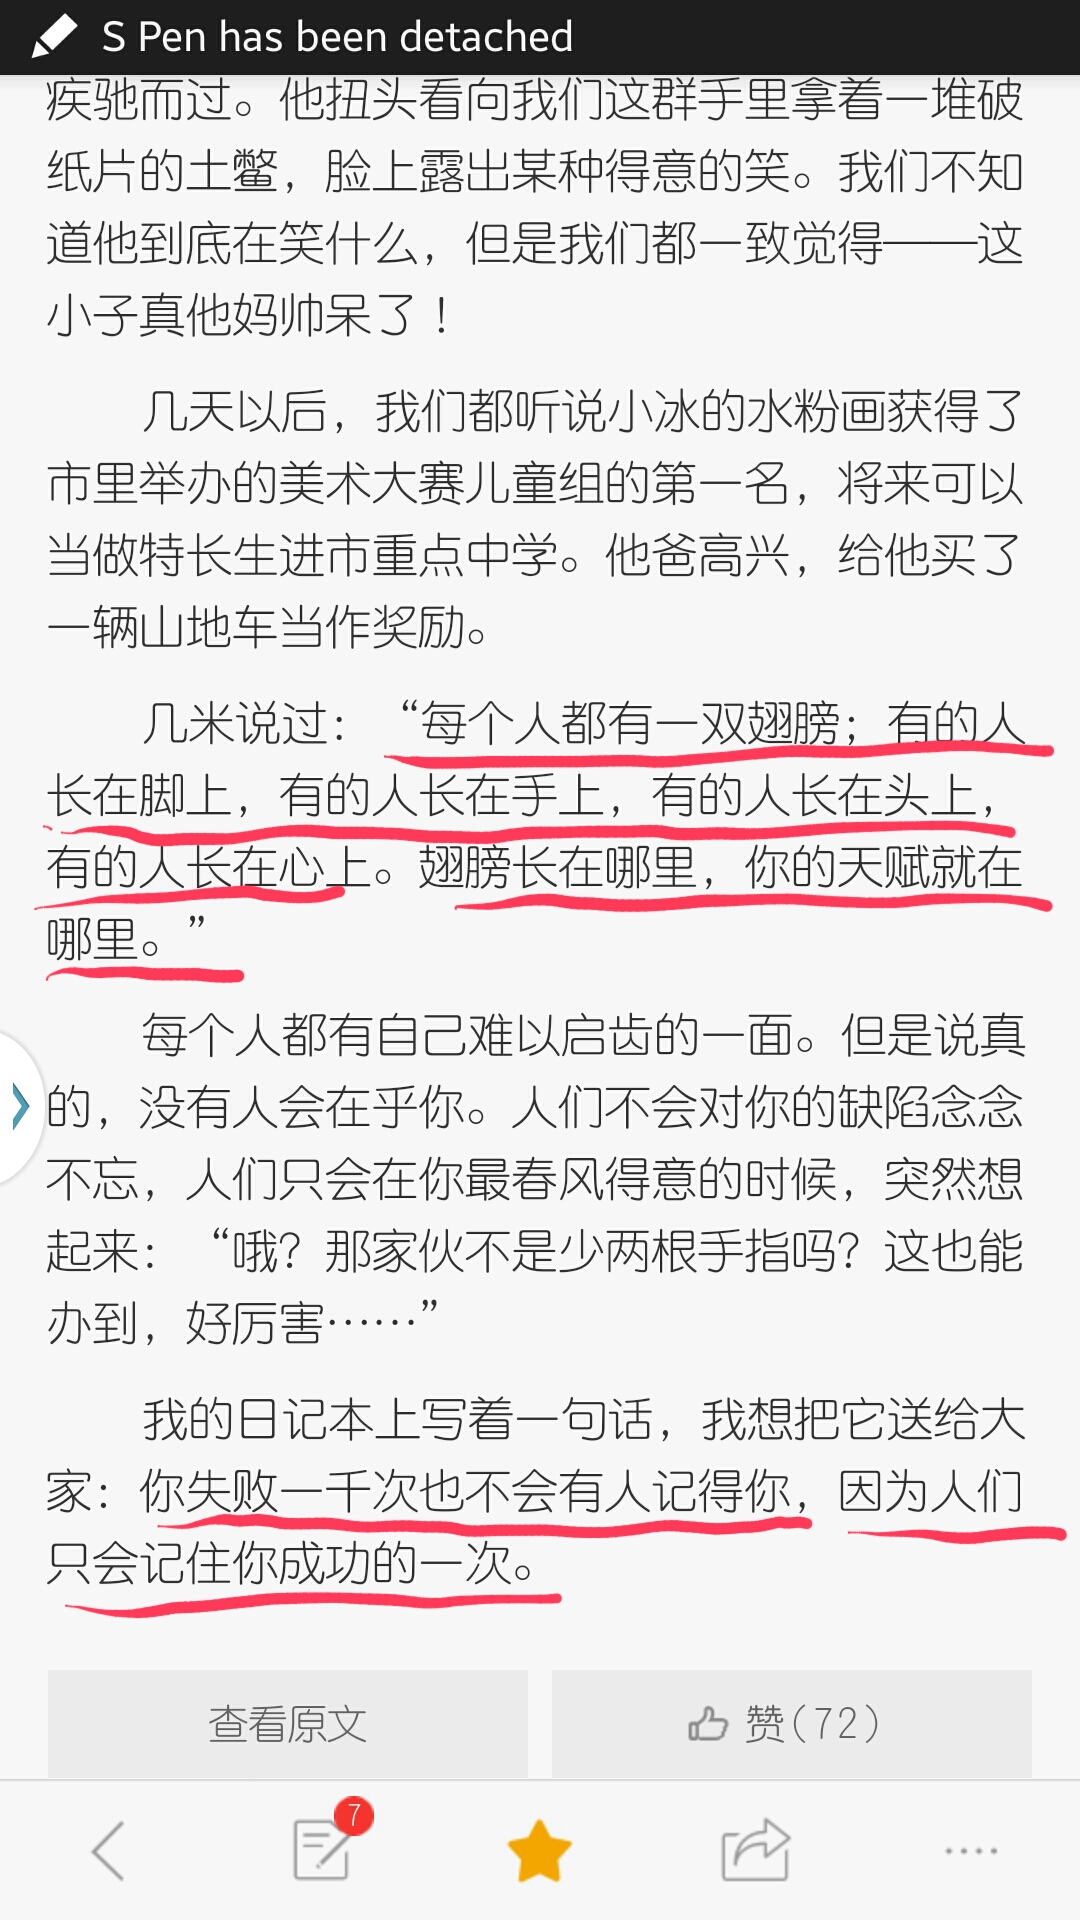 S Pen has been detached
疾驰而过。他扭头看向我们这群手里拿着一堆破
纸片的土鳖，脸上露出某种得意的笑。我们不知
道他到底在笑什么，但是我们都一致觉得——这
小子真他妈帅呆了！
几天以后，我们都听说小冰的水粉画获得了
市里举办的美术大赛儿童组的第一名，将来可以
当做特长生进市重点中学。他爸高兴，给他买了
一辆山地车当作奖励。
几米说过：“每个人都有一双翅膀；有的人
长在脚上，有的人长在手上，有的人长在头上，
有的人长在心上。翅膀长在哪里，你的天赋就在
哪里。”
每个人都有自己难以启齿的一面。但是说真
的，没有人会在乎你。人们不会对你的缺陷念念
不忘，人们只会在你最春风得意的时候，突然想
起来：“哦？那家伙不是少两根手指吗？这也能
办到，好厉害……”
我的日记本上写着一句话，我想把它送给大
家：你失败一千次也不会有人记得你，因为人们
只会记住你成功的一次。
查看原文
赞(72)
7